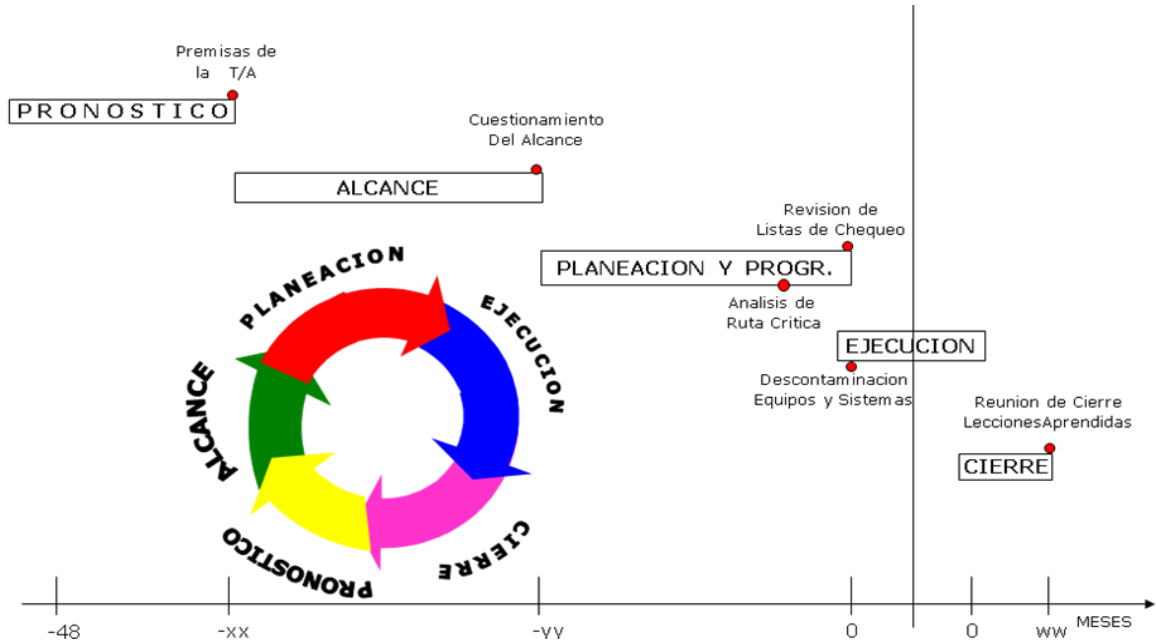 Premisas de
la T/A
PRONOSTICO
Cuestionamiento
Del Alcance
ALCANCE
Revision de
Listas de Chequeo
PLANEACION Y PROGR.
Analisis de
Ruta Critica
EJECUCION
Descontaminacion
Equipos y Sistemas
Reunion de Cierre
LeccionesAprendidas
CIERRE
PLANEACION
EJECUCION
CIERRE
PRONOSTICO
ALCANCE
-48
-xx
-yy
0
0
ww
MESES